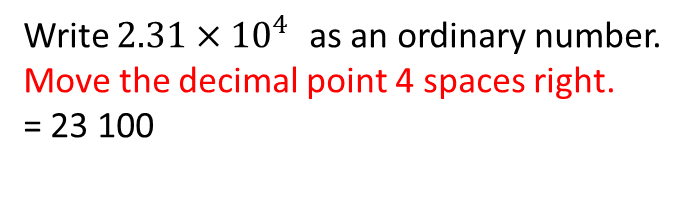 Write 2.31 × 10⁴ as an ordinary number.
Move the decimal point 4 spaces right.
= 23 100